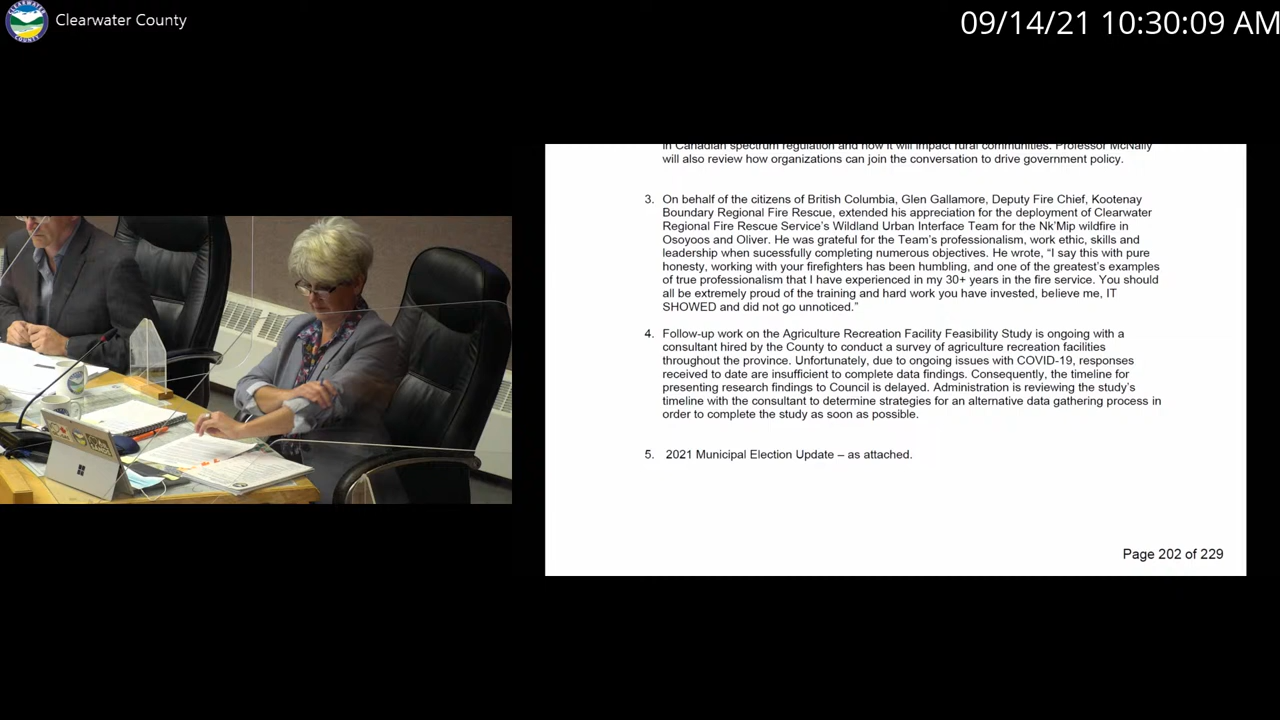 Clearwater County
09/14/21 10:30:09 AM
in Canadian spectrum regulation and how it will impact rural communities. Professor McNally
will also review how organizations can join the conversation to drive government policy.
3. On behalf of the citizens of British Columbia, Glen Gallamore, Deputy Fire Chief, Kootenay
Boundary Regional Fire Rescue, extended his appreciation for the deployment of Clearwater
Regional Fire Rescue Service's Wildland Urban Interface Team for the Nk'Mip wildfire in
Osoyoos and Oliver. He was grateful for the Team's professionalism, work ethic, skills and
leadership when sucessfully completing numerous objectives. He wrote, “I say this with pure
honesty, working with your firefighters has been humbling, and one of the greatest's examples
of true professionalism that I have experienced in my 30+ years in the fire service. You should
all be extremely proud of the training and hard work you have invested, believe me, IT
SHOWED and did not go unnoticed.”
4. Follow-up work on the Agriculture Recreation Facility Feasibility Study is ongoing with a
consultant hired by the County to conduct a survey of agriculture recreation facilities
throughout the province. Unfortunately, due to ongoing issues with COVID-19, responses
received to date are insufficient to complete data findings. Consequently, the timeline for
presenting research findings to Council is delayed. Administration is reviewing the study's
timeline with the consultant to determine strategies for an alternative data gathering process in
order to complete the study as soon as possible.
5. 2021 Municipal Election Update – as attached.
Page 202 of 229